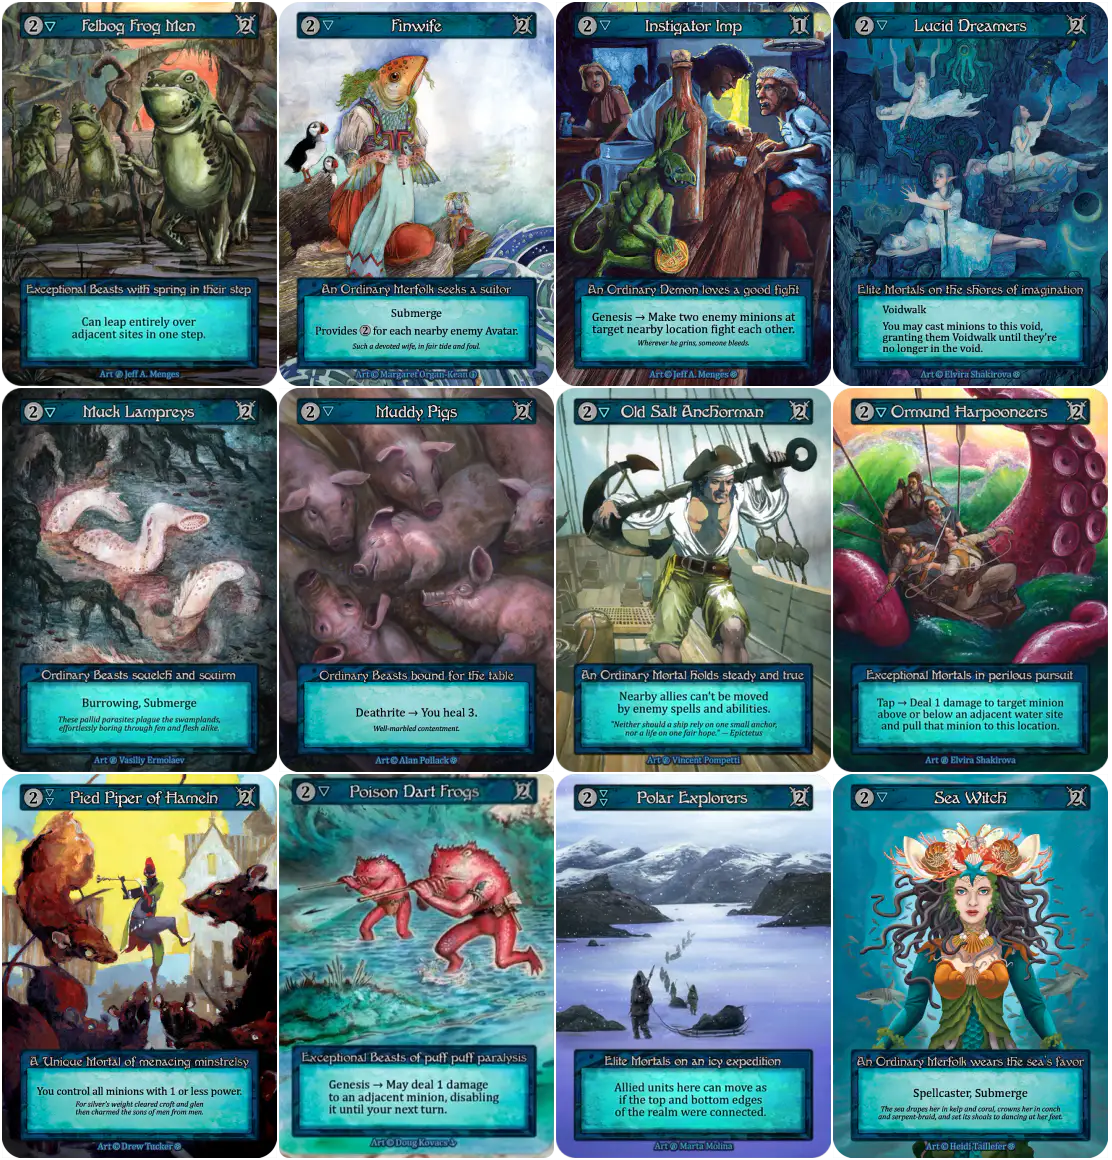 2 Felbog Frog Men 2
Exceptional Beasts with spring in their step
Can leap entirely over
adjacent sites in one step.
Art @ Jeff A. Menges
2 Finwife 2
An Ordinary Merfolk seeks a suitor
Submerge
Provides 2 for each nearby enemy Avatar.
Such a devoted wife, in fair tide and foul.
Art © Margaret Organ-Kean
2 Instigator Imp 1
An Ordinary Demon loves a good fight
Genesis → Make two enemy minions at
target nearby location fight each other.
Wherever he grins, someone bleeds.
Art © Jeff A. Menges
2 Lucid Dreamers 2
Elite Mortals on the shores of imagination
Voidwalk
You may cast minions to this void,
granting them Voidwalk until they're
no longer in the void.
Art © Elvira Shakirova
2 Muck Lampreys 2
Ordinary Beasts squelch and squirm
Burrowing, Submerge
These pallid parasites plague the swamplands,
effortlessly boring through fen and flesh alike.
Art @ Vasiliy Ermolaev
2 Muddy Pigs 2
Ordinary Beasts bound for the table
Deathrite → You heal 3.
Well-marbled contentment.
Art © Alan Pollack
2 Old Salt Anchorman 2
An Ordinary Mortal holds steady and true
Nearby allies can't be moved
by enemy spells and abilities.
"Neither should a ship rely on one small anchor,
nor a life on one fair hope." — Epictetus
Art @ Vincent Pompetti
2 Ormund Harpooneers 2
Exceptional Mortals in perilous pursuit
Tap → Deal 1 damage to target minion
above or below an adjacent water site
and pull that minion to this location.
Art @ Elvira Shakirova
2 Pied Piper of Hameln 2
A Unique Mortal of menacing minstrelsy
You control all minions with 1 or less power.
For silver's weight cleared croft and glen
then charmed the sons of men from men.
Art © Drew Tucker
2 Poison Dart Frogs 2
Exceptional Beasts of puff puff paralysis
Genesis → May deal 1 damage
to an adjacent minion, disabling
it until your next turn.
Art © Doug Kovacs
2 Polar Explorers 2
Elite Mortals on an icy expedition
Allied units here can move as
if the top and bottom edges
of the realm were connected.
Art @ Marta Molina
2 Sea Witch 2
An Ordinary Merfolk wears the sea's favor
Spellcaster, Submerge
The sea drapes her in kelp and coral, crowns her in conch
and serpent-braid, and set its shoals to dancing at her feet.
Art © Heidi Taillefer